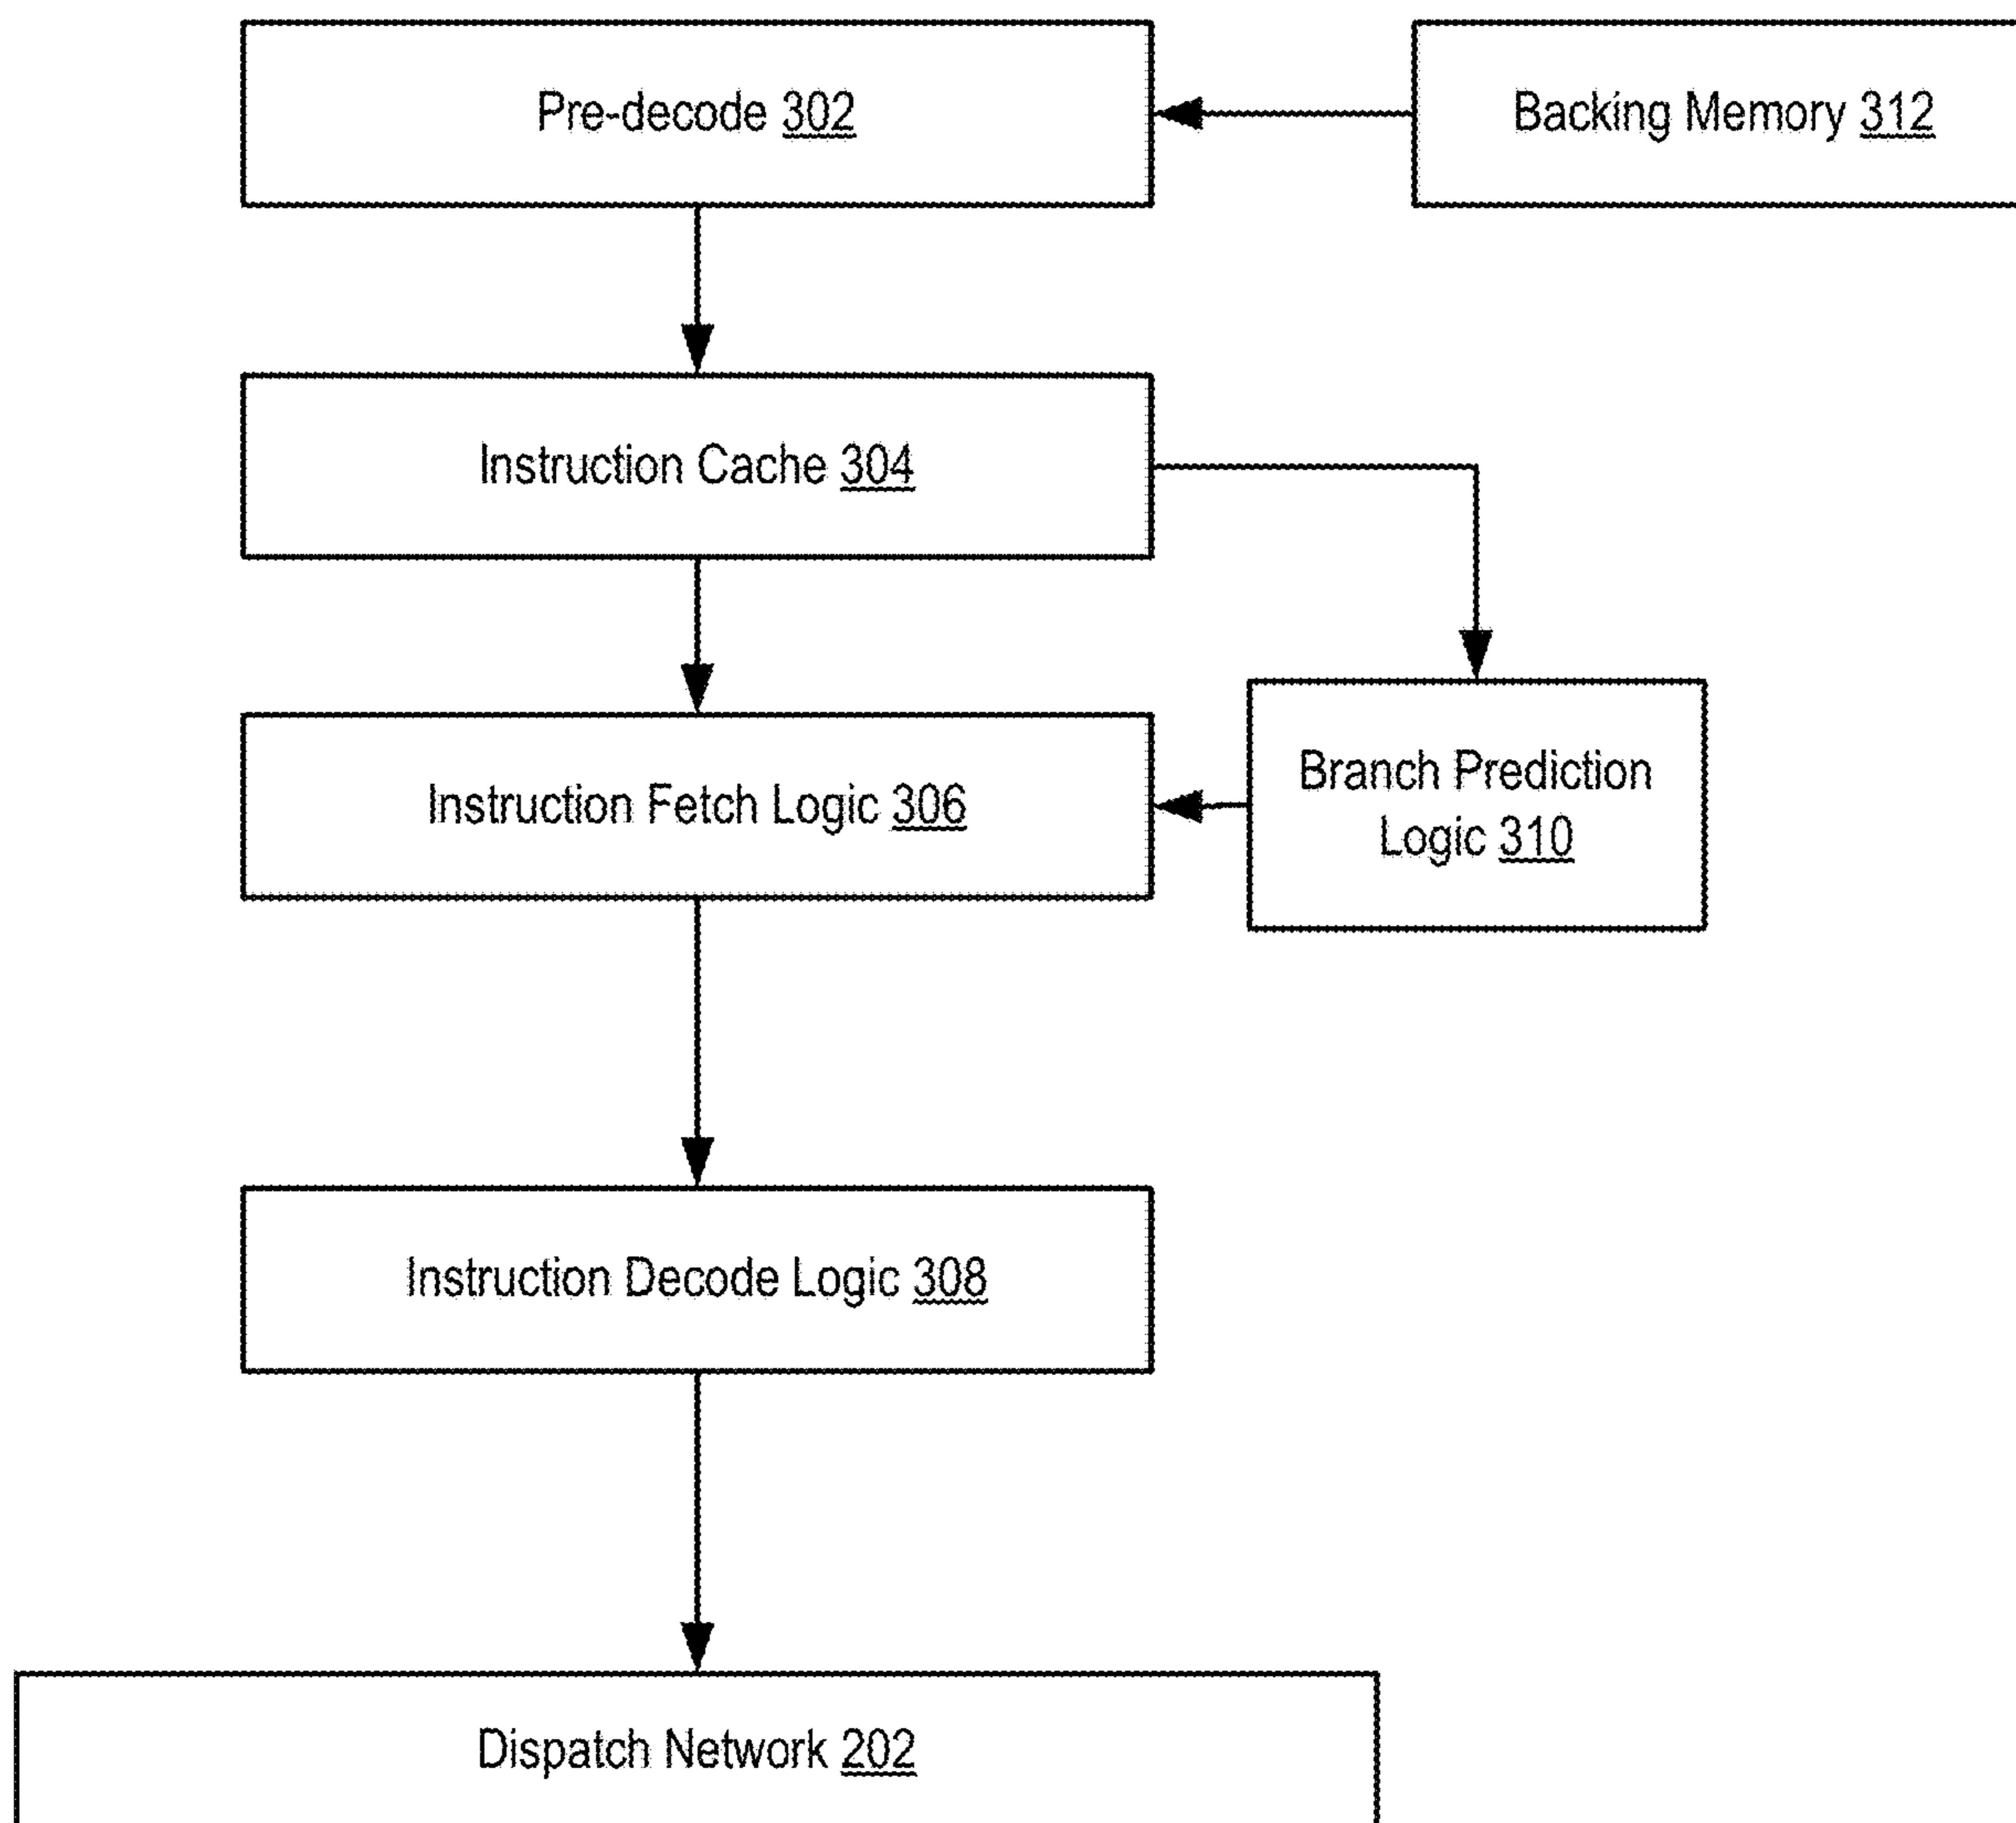 Pre-decode 302
Backing Memory 312
Instruction Cache 304
Instruction Fetch Logic 306
Branch Prediction
Logic 310
Instruction Decode Logic 308
Dispatch Network 202